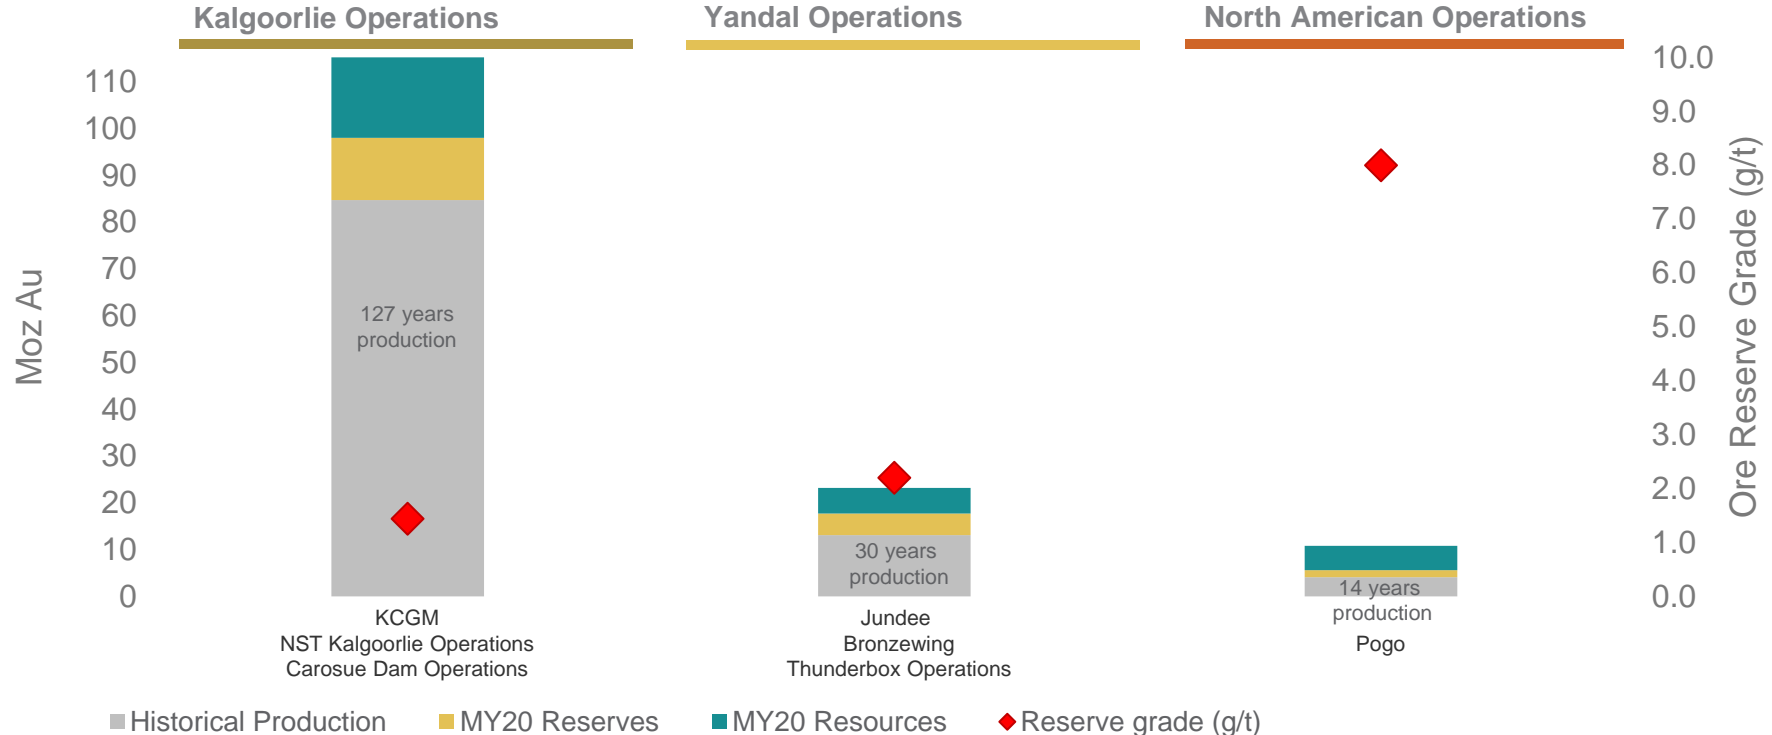 Kalgoorlie Operations
Yandal Operations
North American Operations
Moz Au
110
100
90
80
70
60
50
40
30
20
10
0
127 years
production
30 years
production
14 years
production
10.0
9.0
8.0
7.0
6.0
5.0
4.0
3.0
2.0
1.0
0.0
Ore Reserve Grade (g/t)
KCGM
NST Kalgoorlie Operations
Carosue Dam Operations
Jundee
Bronzewing
Thunderbox Operations
Pogo
Historical Production
MY20 Reserves
MY20 Resources
Reserve grade (g/t)